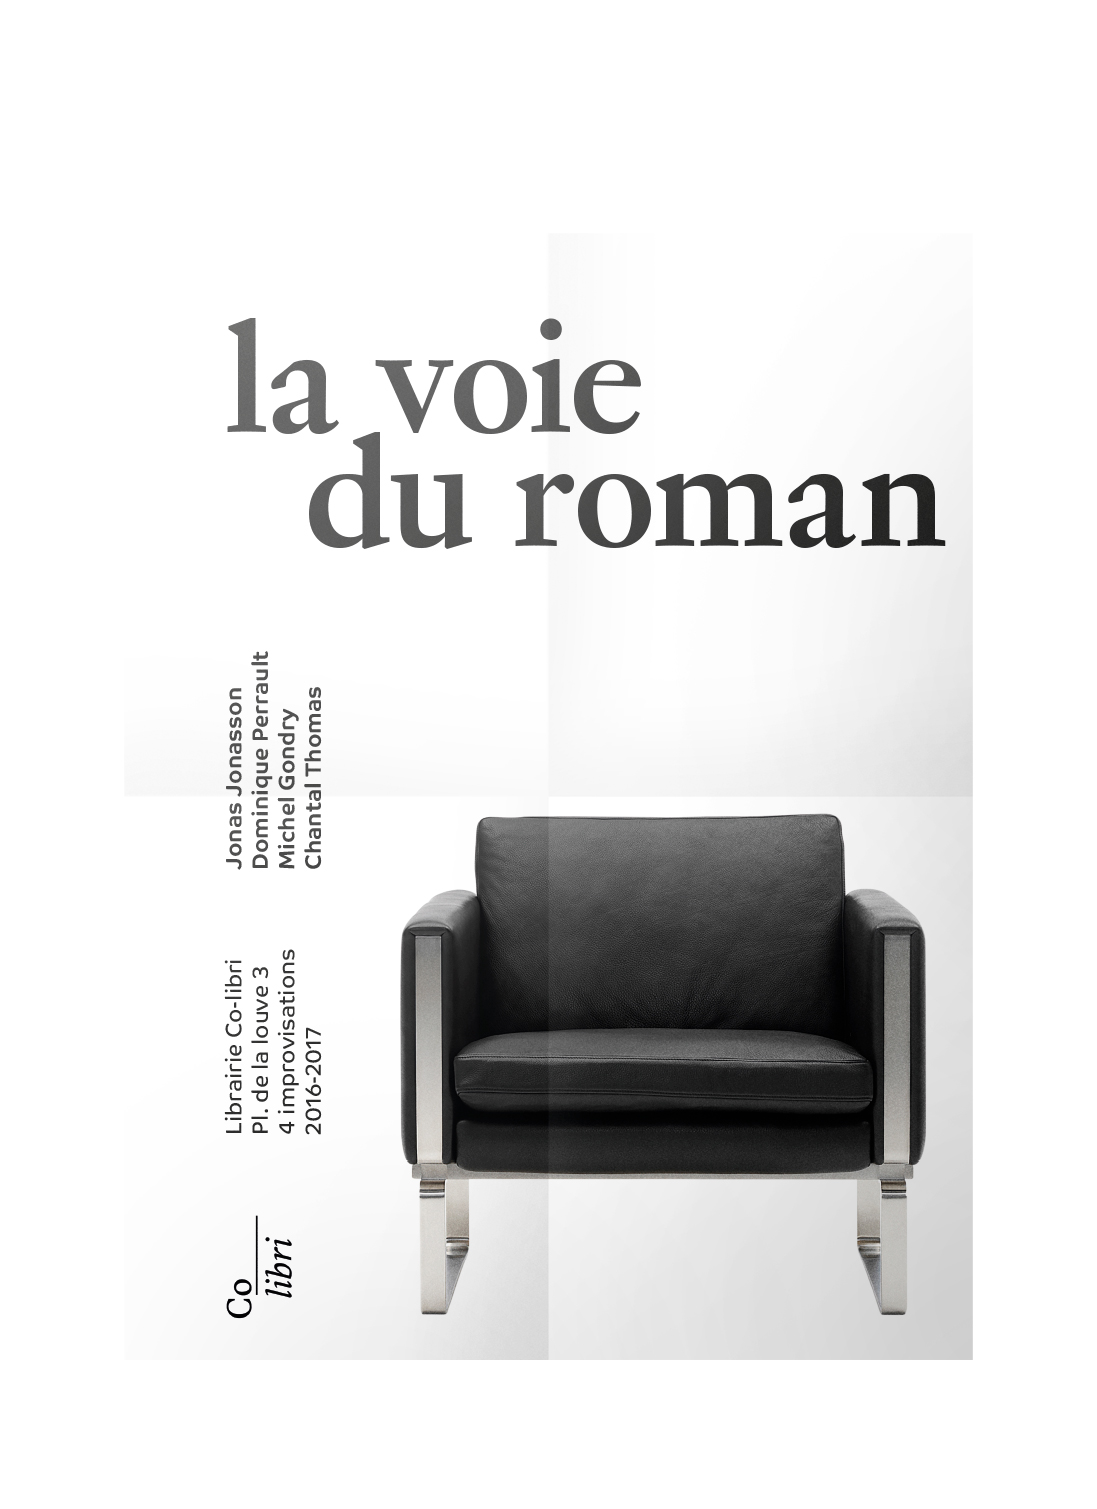 la voie
du roman
Jonas Jonasson
Dominique Perrault
Michel Gondry
Chantal Thomas
Librairie Co-libri
Pl. de la louve 3
4 improvisations
2016-2017
Co
libri